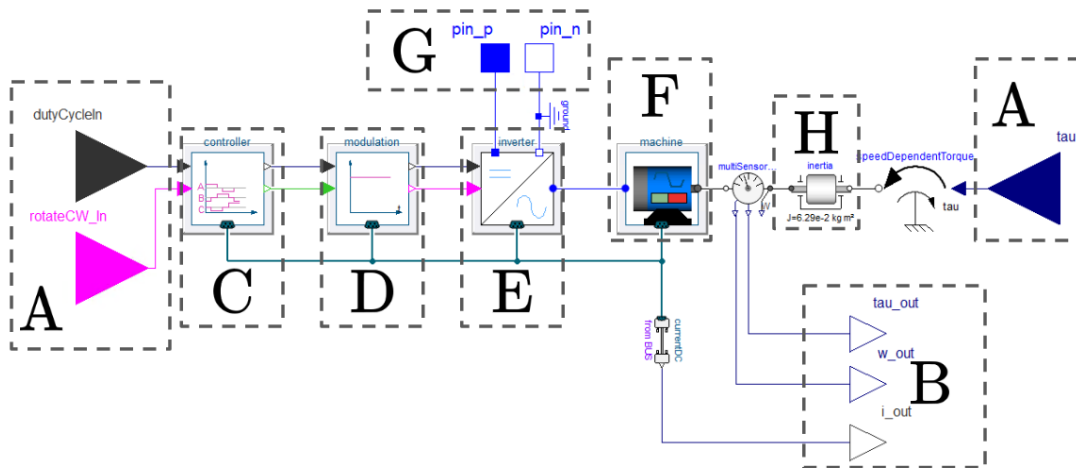 G
pin_p
pin_n
ground
A
dutyCycleIn
rotateCW_In
controller
A
B
C
C
modulation
D
inverter
E
F
machine
multiSensor...
w
H
inertia
J=6.29e-2 kg m²
speedDependentTorque
tau
A
tau
from BUS
currentDC
tau_out
w_out
B
i_out